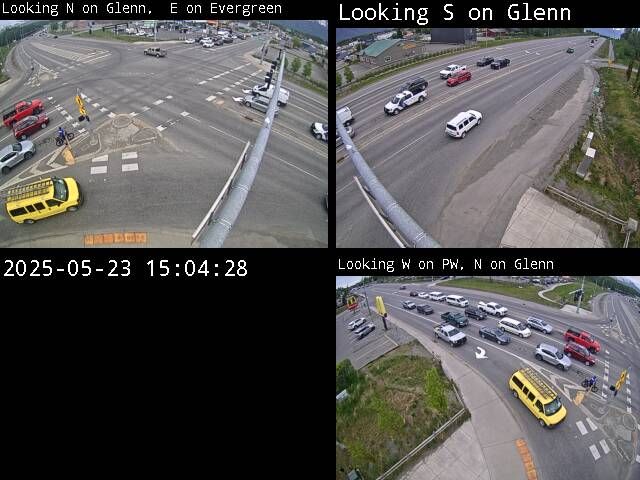 Looking N on Glenn,  E on Evergreen
Looking S on Glenn
2025-05-23 15:04:28
Looking W on PW, N on Glenn